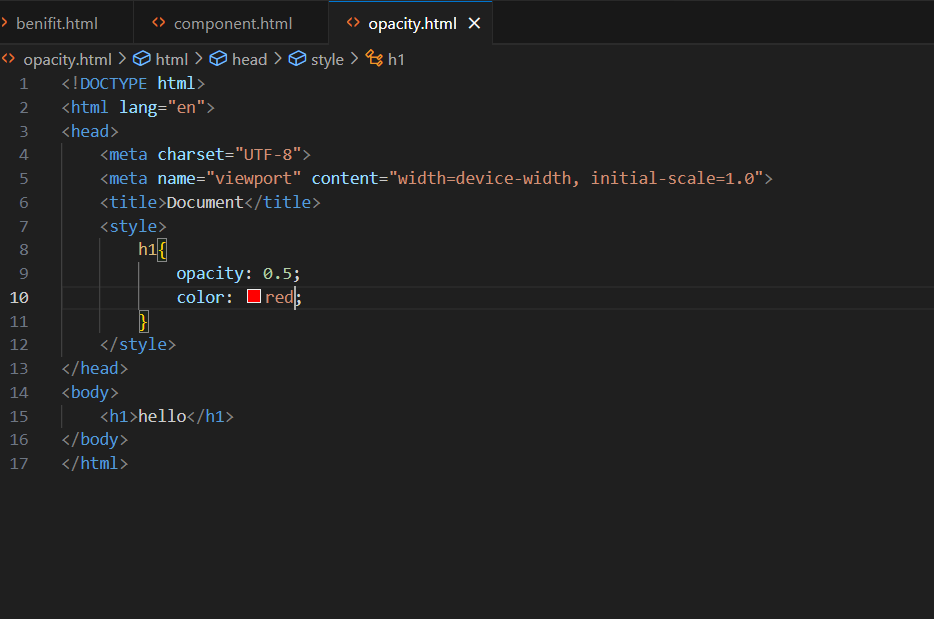 benifit.html component.html opacity.html
opacity.html > html > head > style > h1
1 <!DOCTYPE html>
2 <html lang="en">
3 <head>
4 <meta charset="UTF-8">
5 <meta name="viewport" content="width=device-width, initial-scale=1.0">
6 <title>Document</title>
7 <style>
8 h1{
9 opacity: 0.5;
10 color: red;
11 }
12 </style>
13 </head>
14 <body>
15 <h1>hello</h1>
16 </body>
17 </html>